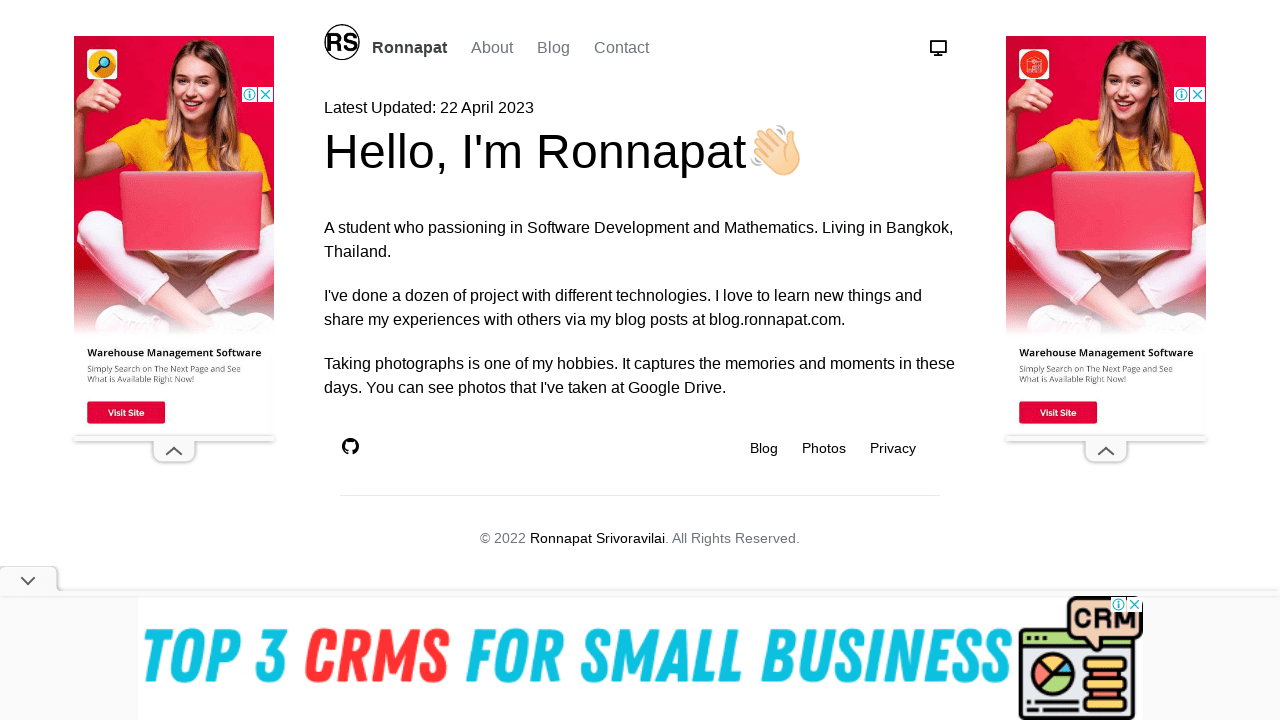 RS
Ronnapat About Blog Contact
Latest Updated: 22 April 2023
Hello, I'm Ronnapat👋🏻
A student who passioning in Software Development and Mathematics. Living in Bangkok,
Thailand.
I've done a dozen of project with different technologies. I love to learn new things and
share my experiences with others via my blog posts at blog.ronnapat.com.
Taking photographs is one of my hobbies. It captures the memories and moments in these
days. You can see photos that I've taken at Google Drive.
Blog Photos Privacy
© 2022 Ronnapat Srivoravilai. All Rights Reserved.
Warehouse Management Software
Simply Search on The Next Page and See
What is Available Right Now!
Visit Site
Warehouse Management Software
Simply Search on The Next Page and See
What is Available Right Now!
Visit Site
TOP 3 CRMS FOR SMALL BUSINESS
CRM